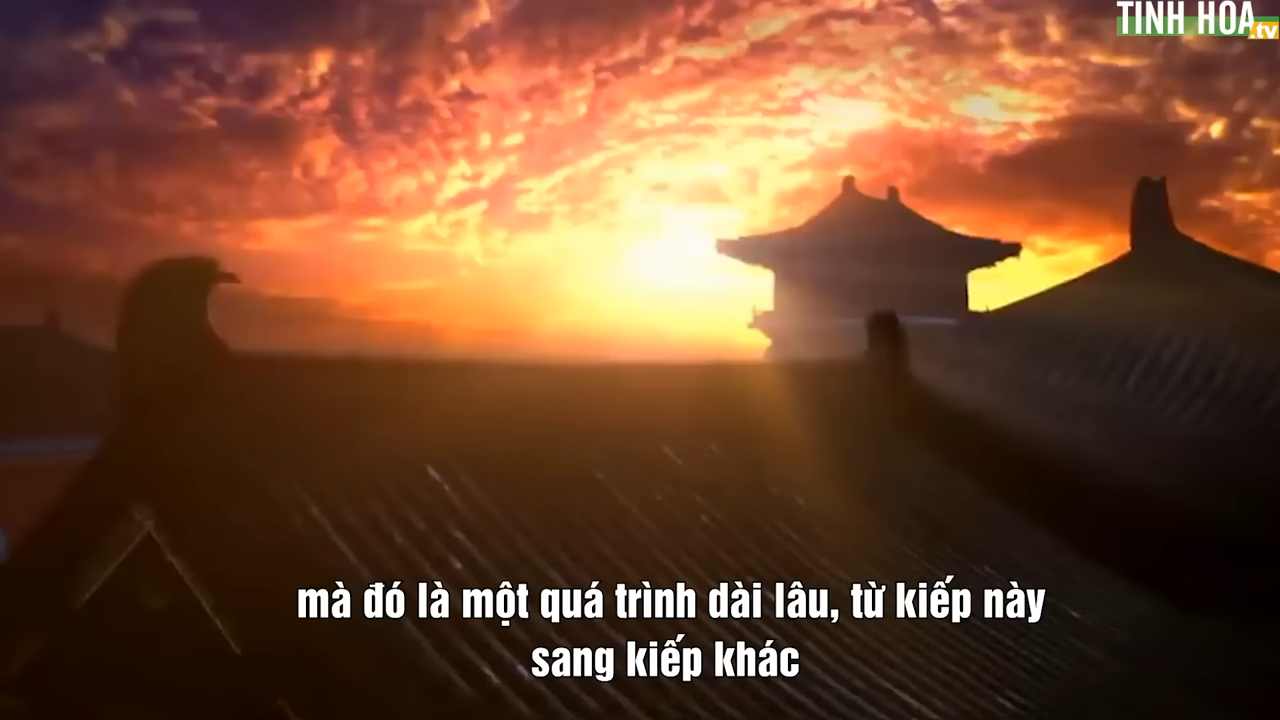 TINH HOA
.tv
mà đó là một quá trình dài lâu, từ kiếp này
sang kiếp khác